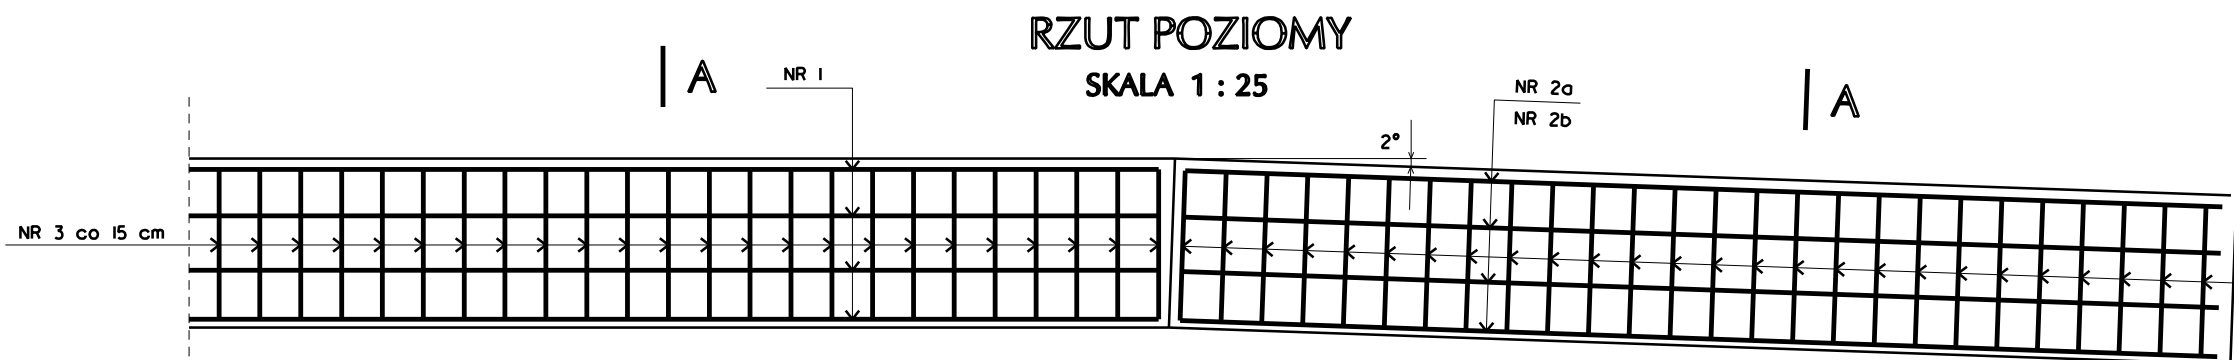 RZUT POZIOMY
SKALA 1 : 25
A
NR 1
NR 2a
NR 2b
A
2°
NR 3 co 15 cm